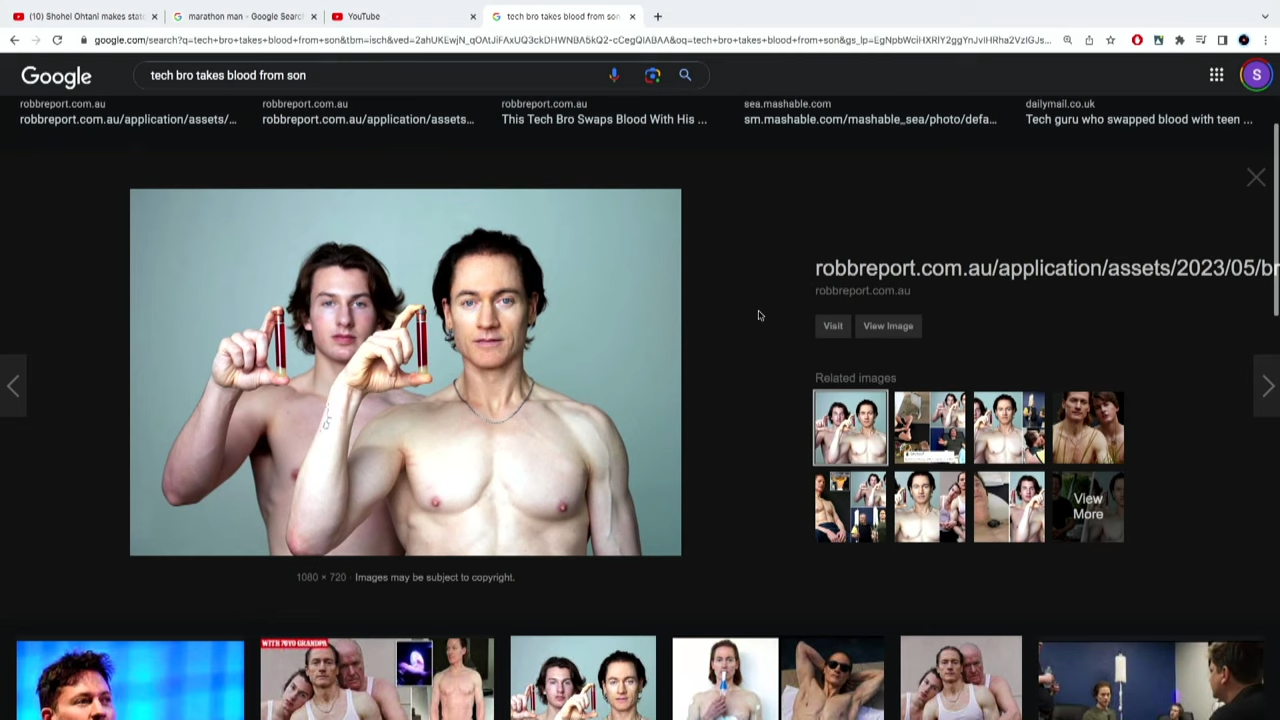 (10) Shohei Ohtani makes state
marathon man - Google Search
YouTube
tech bro takes blood from son
google.com/search?q=tech+bro+takes+blood+from+son&tbm=isch&ved=2ahUKEwjN_qOAtJiFAxUQ3ckDHWNBA5kQ2-cCegQIABAA&oq=tech+bro+takes+blood+from+son&gs_lp=EgNpbWciHXRlY2ggYnJvIHRha2VzIGJs...
Google
tech bro takes blood from son
S
robbreport.com.au
robbreport.com.au
robbreport.com.au
sea.mashable.com
dailymail.co.uk
robbreport.com.au/application/assets/...
robbreport.com.au/application/assets...
This Tech Bro Swaps Blood With His ...
sm.mashable.com/mashable_sea/photo/defa...
Tech guru who swapped blood with teen ...
robbreport.com.au/application/assets/2023/05/br
robbreport.com.au
Visit
View Image
Related images
View
More
1080 × 720 · Images may be subject to copyright.
WITH 70YO GRANDPA